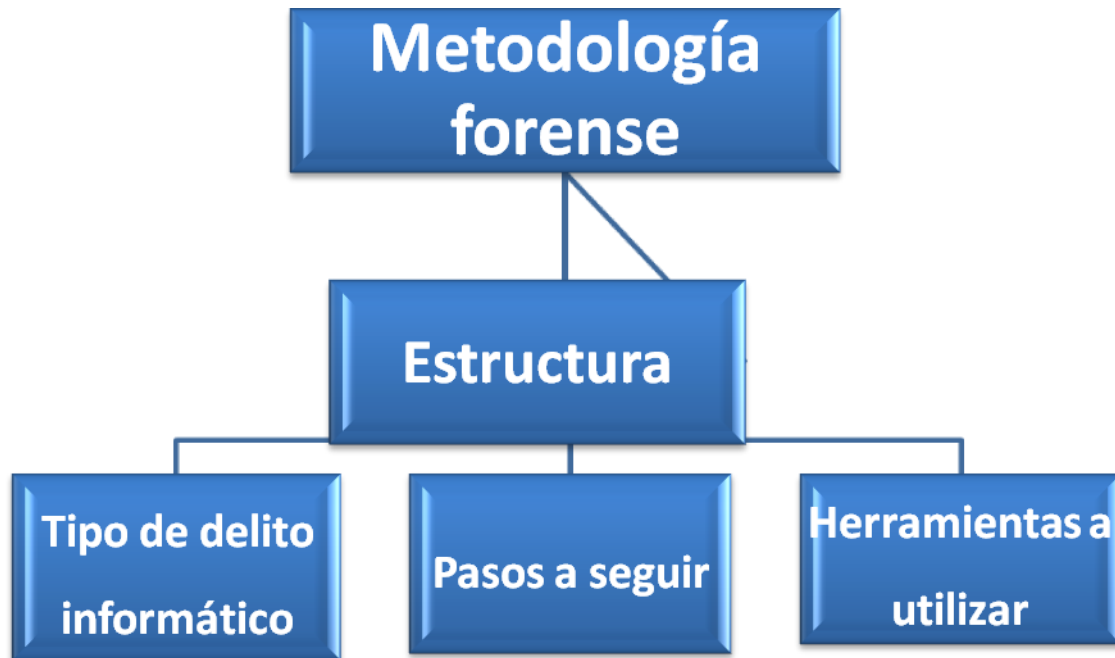 Metodología
forense
Estructura
Tipo de delito
informático
Pasos a seguir
Herramientas a
utilizar